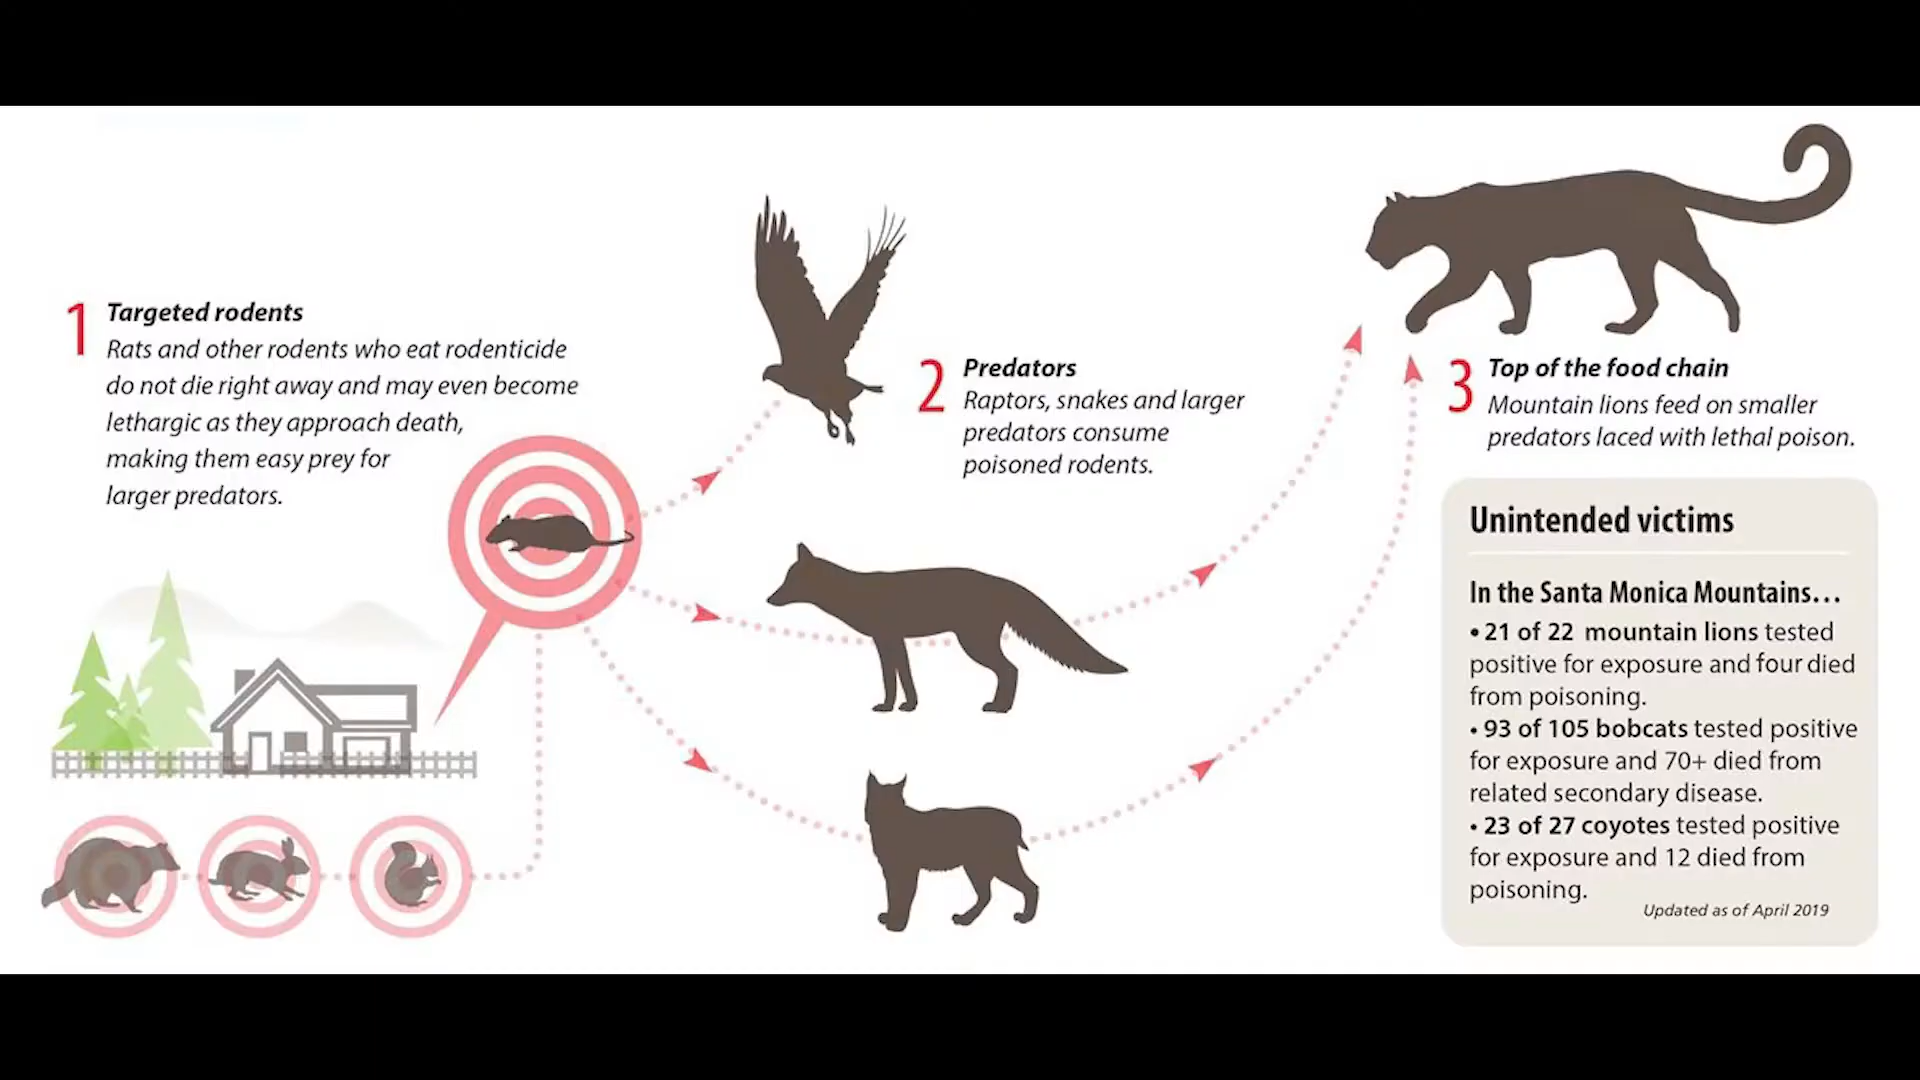 1 Targeted rodents
Rats and other rodents who eat rodenticide
do not die right away and may even become
lethargic as they approach death,
making them easy prey for
larger predators.
2 Predators
Raptors, snakes and larger
predators consume
poisoned rodents.
3 Top of the food chain
Mountain lions feed on smaller
predators laced with lethal poison.
Unintended victims
In the Santa Monica Mountains...
• 21 of 22 mountain lions tested
positive for exposure and four died
from poisoning.
• 93 of 105 bobcats tested positive
for exposure and 70+ died from
related secondary disease.
• 23 of 27 coyotes tested positive
for exposure and 12 died from
poisoning.
Updated as of April 2019